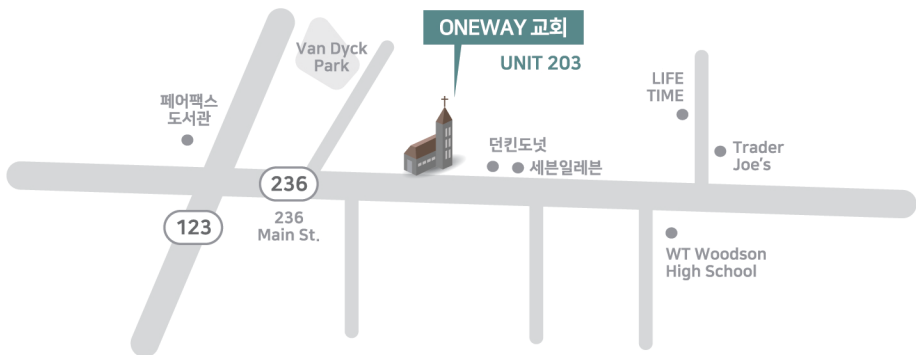 ONEWAY 교회
UNIT 203
Van Dyck
Park
페어팩스
도서관
LIFE
TIME
던킨도넛
세븐일레븐
Trader
Joe's
236
236
Main St.
123
WT Woodson
High School